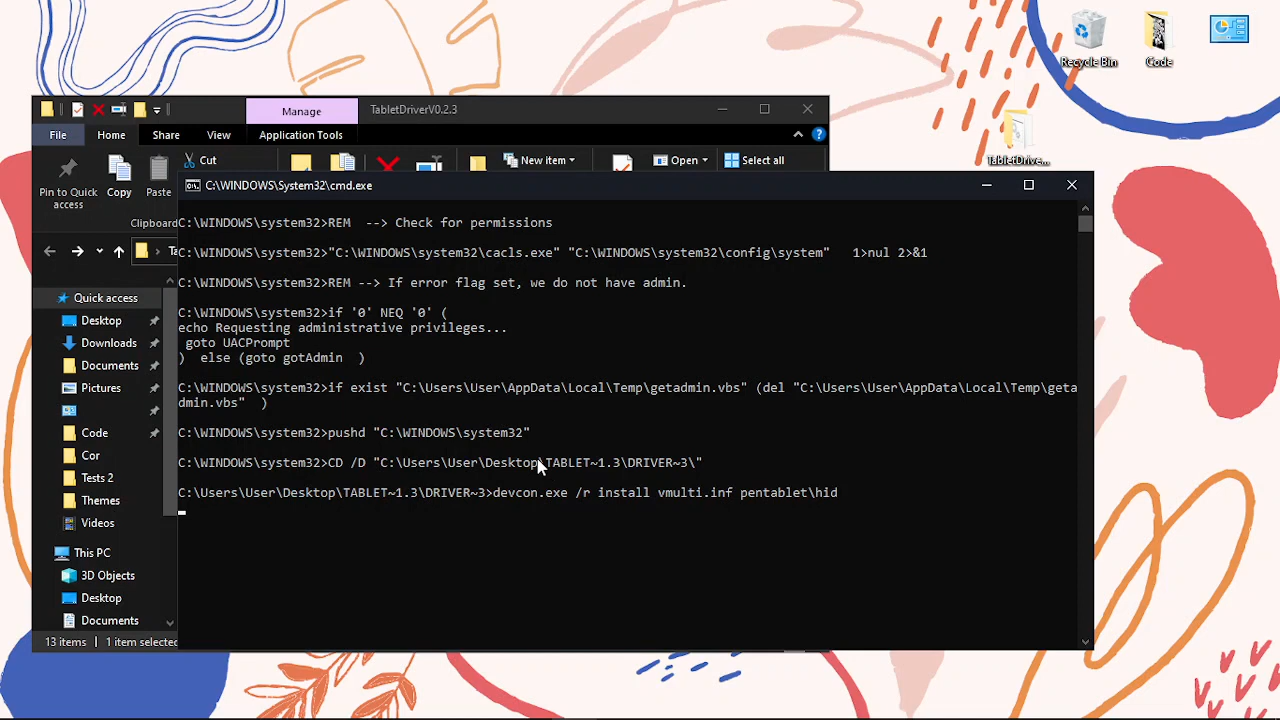 Recycle Bin
Code
TabletDrive...
Manage
TabletDriverV0.2.3
File
Home
Share
View
Application Tools
Pin to Quick access
Copy
Paste
Cut
New item
Open
Select all
Clipboard
Ta
Quick access
Desktop
Downloads
Documents
Pictures
Code
Cor
Tests 2
Themes
Videos
This PC
3D Objects
Desktop
Documents
13 items
1 item selected
C:\WINDOWS\System32\cmd.exe
C:\WINDOWS\system32>REM  --> Check for permissions
C:\WINDOWS\system32>"C:\WINDOWS\system32\cacls.exe" "C:\WINDOWS\system32\config\system"   1>nul 2>&1
C:\WINDOWS\system32>REM --> If error flag set, we do not have admin.
C:\WINDOWS\system32>if '0' NEQ '0' (
echo Requesting administrative privileges...
 goto UACPrompt
)  else (goto gotAdmin  )
C:\WINDOWS\system32>if exist "C:\Users\User\AppData\Local\Temp\getadmin.vbs" (del "C:\Users\User\AppData\Local\Temp\geta
dmin.vbs"  )
C:\WINDOWS\system32>pushd "C:\WINDOWS\system32"
C:\WINDOWS\system32>CD /D "C:\Users\User\Desktop\TABLET~1.3\DRIVER~3\"
C:\Users\User\Desktop\TABLET~1.3\DRIVER~3>devcon.exe /r install vmulti.inf pentablet\hid